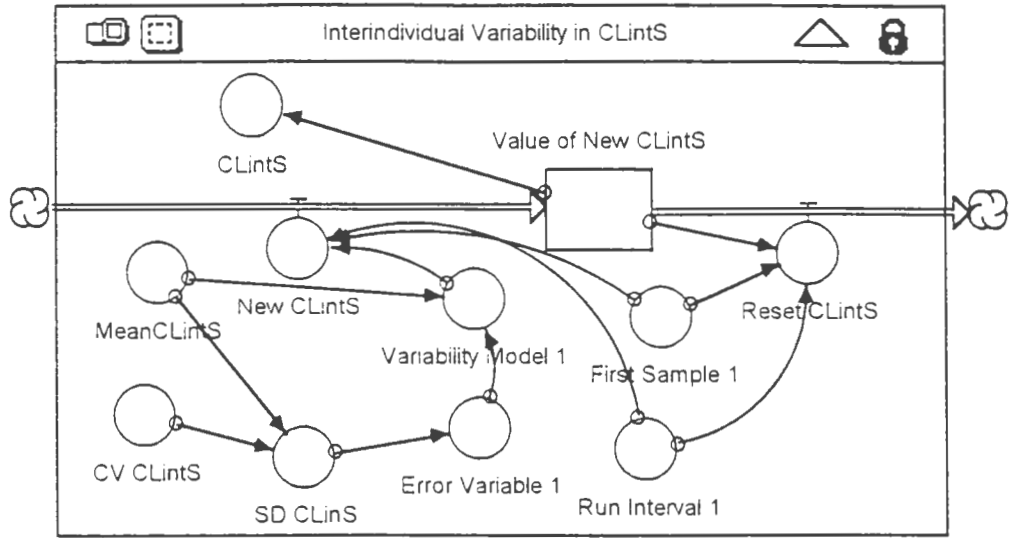 Interindividual Variability in CLintS
Value of New CLintS
CLintS
New CLintS
Reset CLintS
MeanCLintS
Variability Model 1
First Sample 1
CV CLintS
Error Variable 1
Run Interval 1
SD CLinS